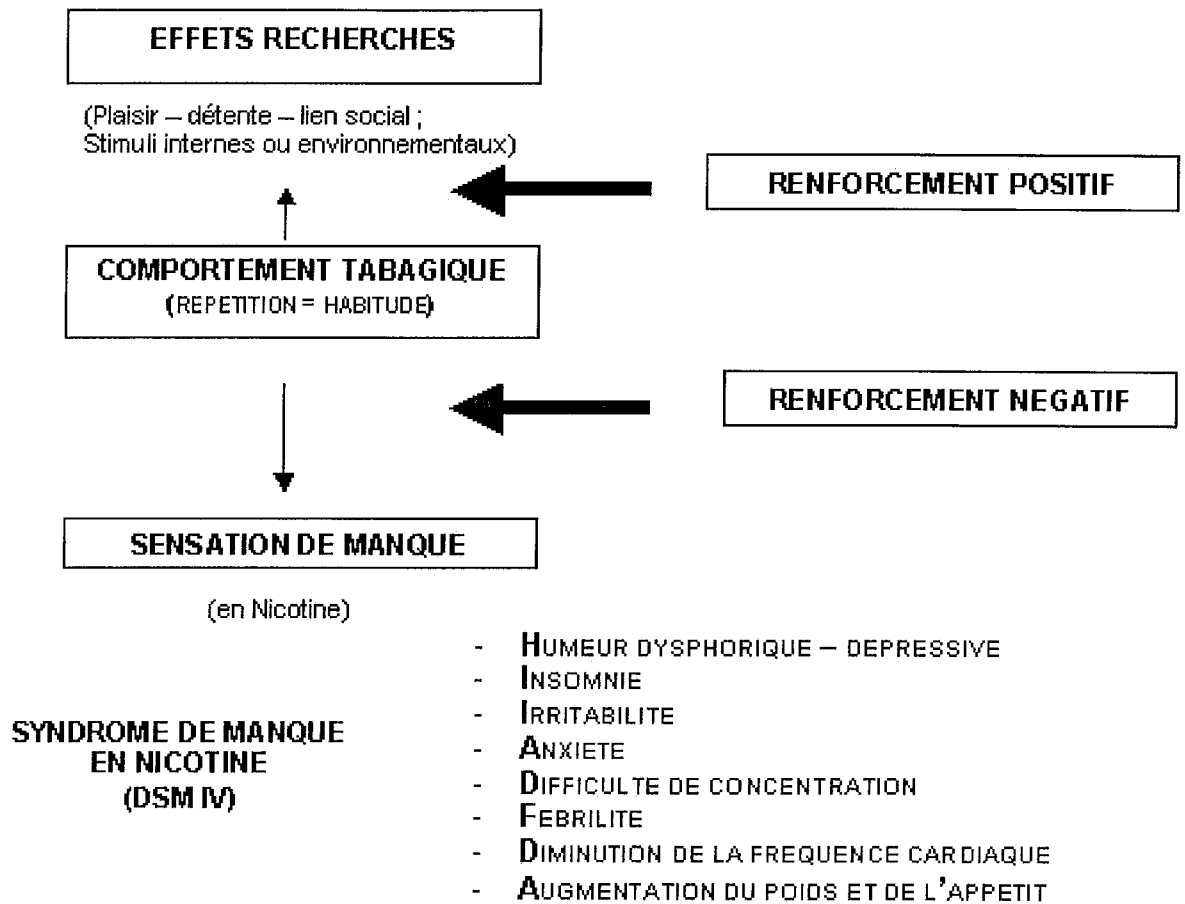 EFFETS RECHERCHES
(Plaisir – détente – lien social ;
Stimuli internes ou environnementaux)
RENFORCEMENT POSITIF
COMPORTEMENT TABAGIQUE
(REPETITION = HABITUDE)
RENFORCEMENT NEGATIF
SENSATION DE MANQUE
(en Nicotine)
SYNDROME DE MANQUE
EN NICOTINE
(DSM IV)
- HUMEUR DYSPHORIQUE – DEPRESSIVE
- INSOMNIE
- IRRITABILITE
- ANXIETE
- DIFFICULTE DE CONCENTRATION
- FEBRILITE
- DIMINUTION DE LA FREQUENCE CARDIAQUE
- AUGMENTATION DU POIDS ET DE L'APPETIT